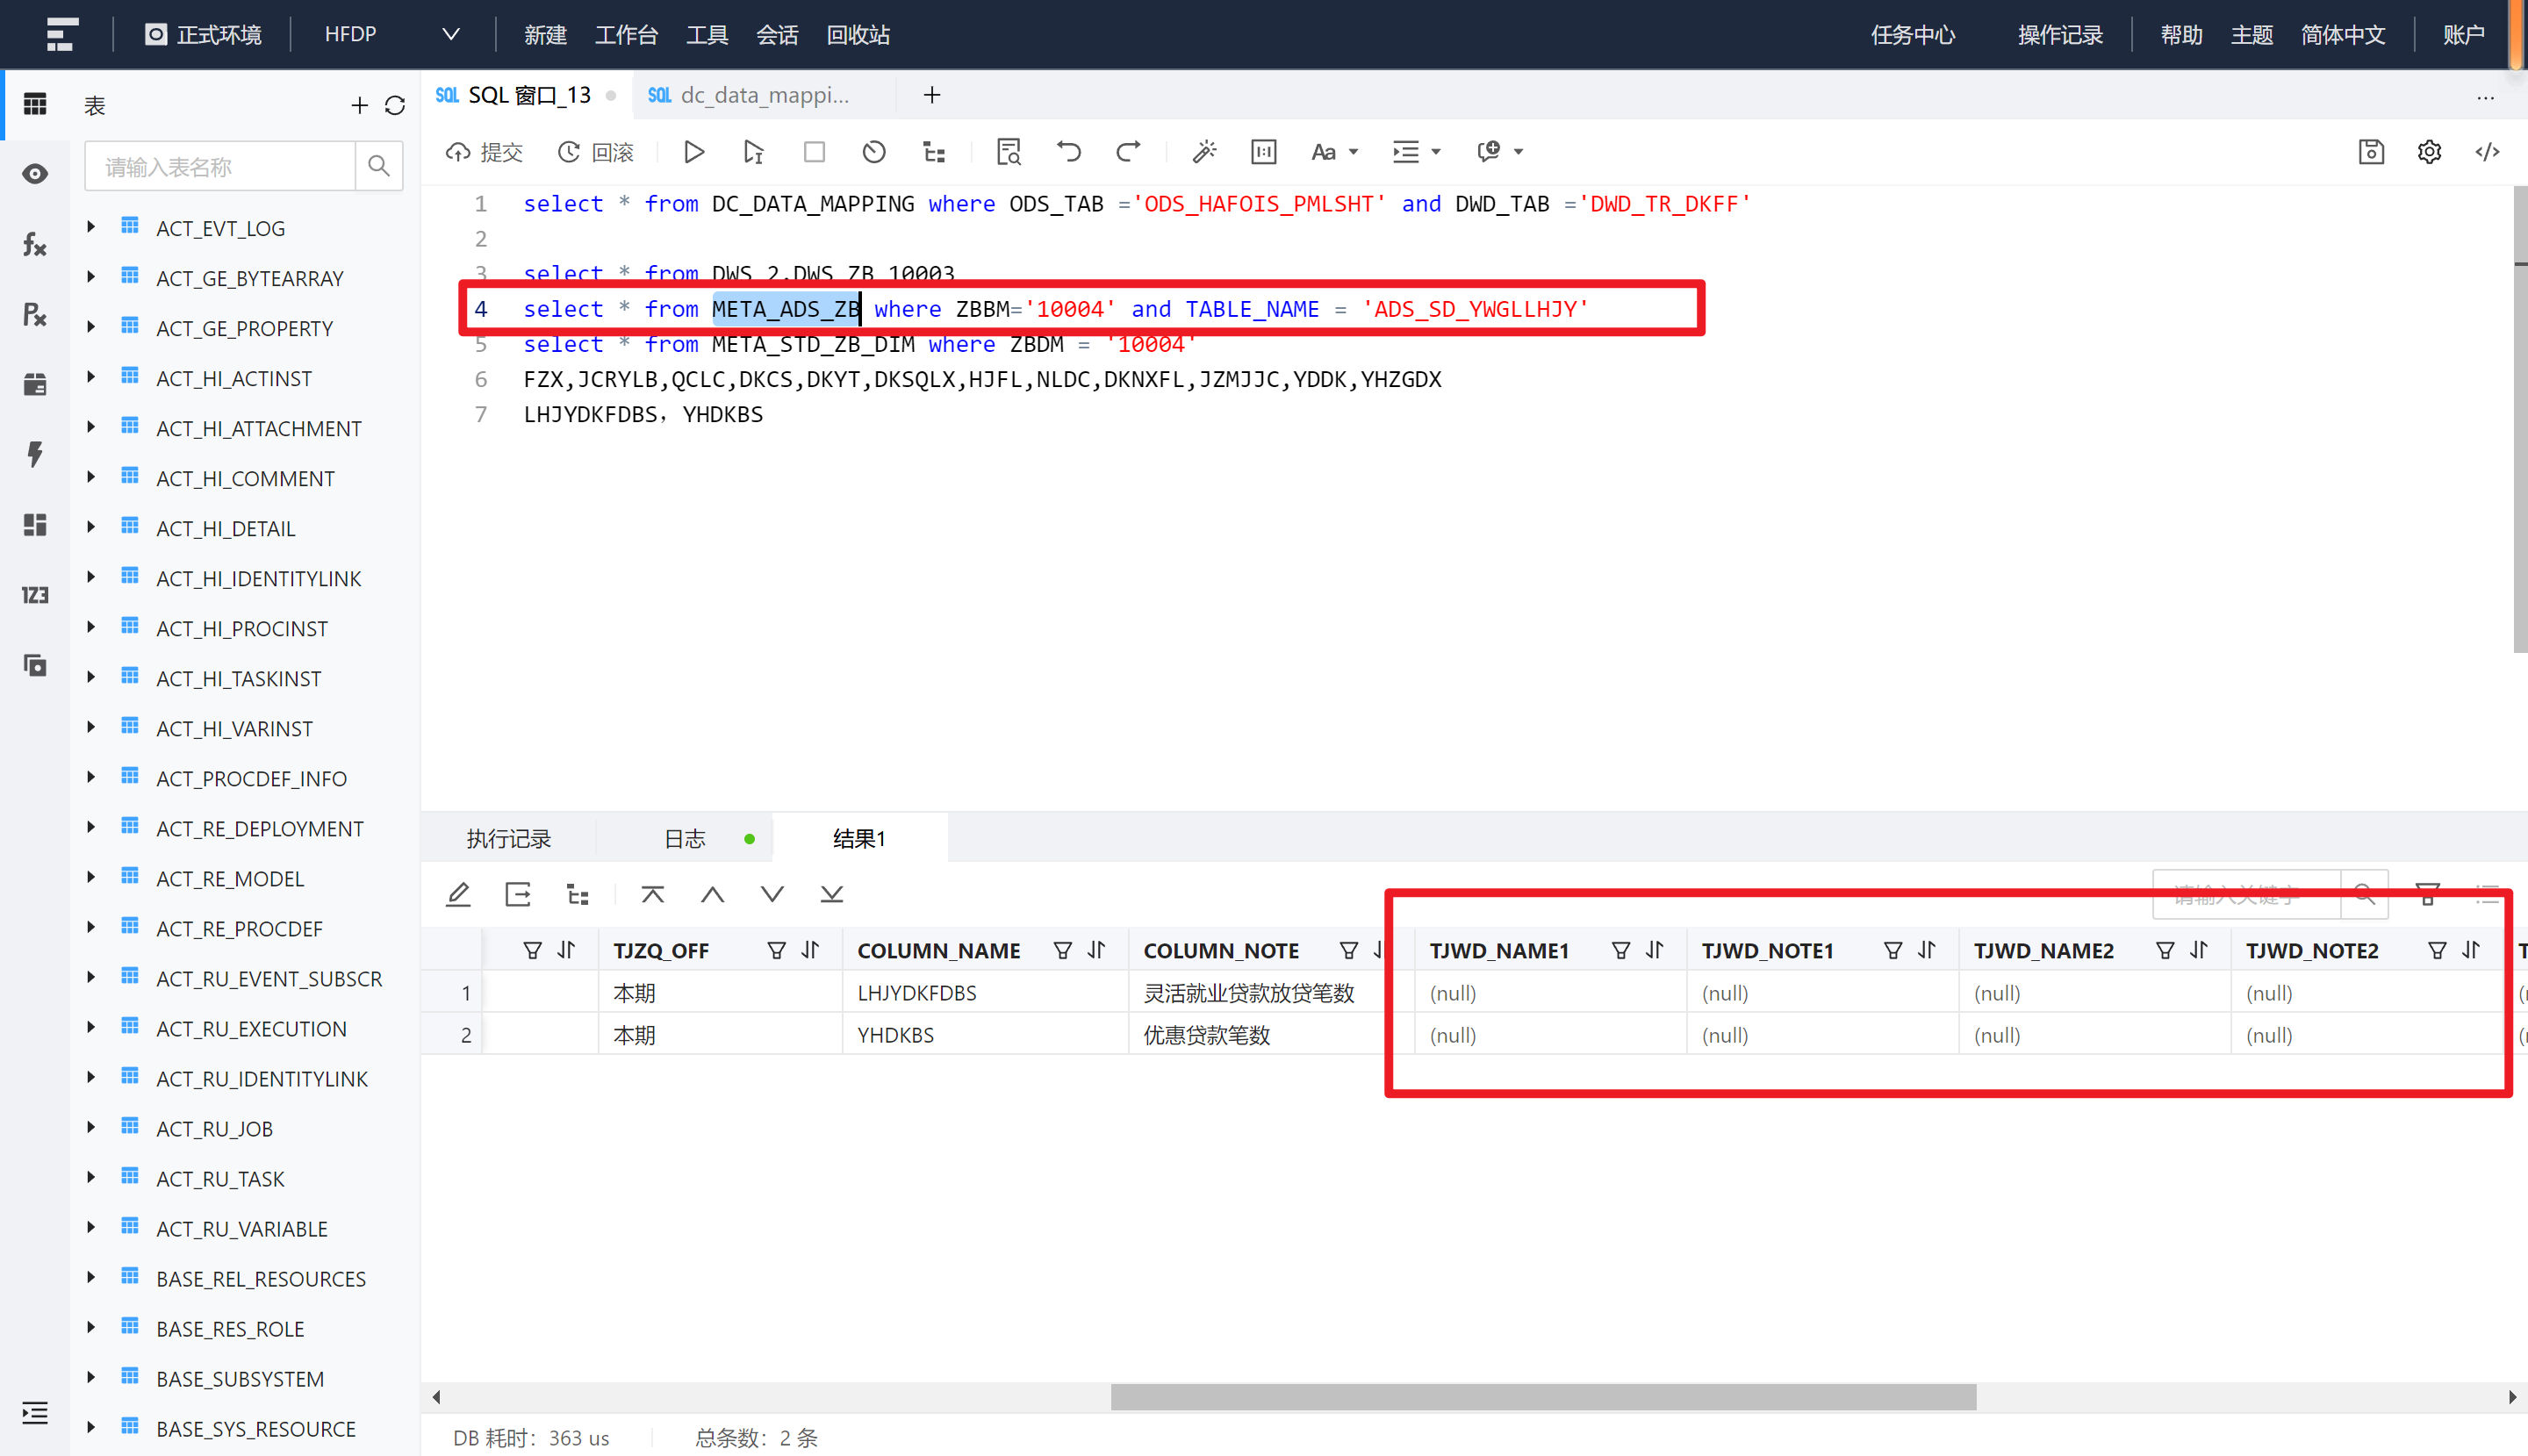 正式环境 HFDP 新建 工作台 工具 会话 回收站 任务中心 操作记录 帮助 主题 简体中文 账户
表
请输入表名称
ACT_EVT_LOG
ACT_GE_BYTEARRAY
ACT_GE_PROPERTY
ACT_HI_ACTINST
ACT_HI_ATTACHMENT
ACT_HI_COMMENT
ACT_HI_DETAIL
ACT_HI_IDENTITYLINK
ACT_HI_PROCINST
ACT_HI_TASKINST
ACT_HI_VARINST
ACT_PROCDEF_INFO
ACT_RE_DEPLOYMENT
ACT_RE_MODEL
ACT_RE_PROCDEF
ACT_RU_EVENT_SUBSCR
ACT_RU_EXECUTION
ACT_RU_IDENTITYLINK
ACT_RU_JOB
ACT_RU_TASK
ACT_RU_VARIABLE
BASE_REL_RESOURCES
BASE_RES_ROLE
BASE_SUBSYSTEM
BASE_SYS_RESOURCE
SQL SQL 窗口_13 SQL dc_data_mappi... ...
提交 回滚 Aa
1 select * from DC_DATA_MAPPING where ODS_TAB ='ODS_HAFOIS_PMLSHT' and DWD_TAB ='DWD_TR_DKFF'
2
3 select * from DWS_2.DWS_ZB_10003
4 select * from META_ADS_ZB where ZBBM='10004' and TABLE_NAME = 'ADS_SD_YWGLLHJY'
5 select * from META_STD_ZB_DIM where ZBDM = '10004'
6 FZX,JCRYLB,QCLC,DKCS,DKYT,DKSQLX,HJFL,NLDC,DKNXFL,JZMJJC,YDDK,YHZGDX
7 LHJYDKFDBS，YHDKBS
执行记录 日志 结果1
请输入关键字
TJZQ_OFF COLUMN_NAME COLUMN_NOTE TJWD_NAME1 TJWD_NOTE1 TJWD_NAME2 TJWD_NOTE2
1 本期 LHJYDKFDBS 灵活就业贷款放贷笔数 (null) (null) (null) (null)
2 本期 YHDKBS 优惠贷款笔数 (null) (null) (null) (null)
DB 耗时：363 us 总条数：2 条